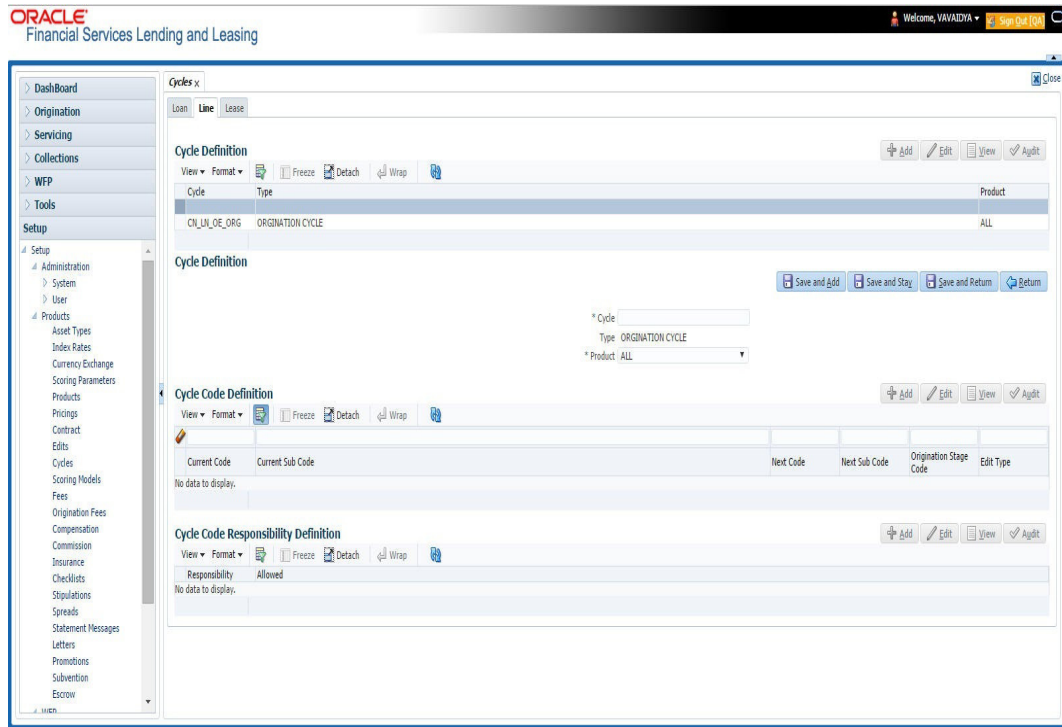 ORACLE
Financial Services Lending and Leasing
Welcome, VAVAIDYA
Sign Out [QA]
DashBoard
Origination
Servicing
Collections
WFP
Tools
Setup
Setup
Administration
System
User
Products
Asset Types
Index Rates
Currency Exchange
Scoring Parameters
Products
Pricings
Contract
Edits
Cycles
Scoring Models
Fees
Origination Fees
Compensation
Commission
Insurance
Checklists
Stipulations
Spreads
Statement Messages
Letters
Promotions
Subvention
Escrow
WFP
Cycles x
Close
Loan Line Lease
Cycle Definition
Add Edit View Audit
View Format Freeze Detach Wrap
Cycle Type Product
CN_LN_OE_ORG ORGINATION CYCLE ALL
Cycle Definition
Save and Add Save and Stay Save and Return Return
* Cycle
Type ORGINATION CYCLE
* Product ALL
Cycle Code Definition
Add Edit View Audit
View Format Freeze Detach Wrap
Current Code Current Sub Code Next Code Next Sub Code Origination Stage Code Edit Type
No data to display.
Cycle Code Responsibility Definition
Add Edit View Audit
View Format Freeze Detach Wrap
Responsibility Allowed
No data to display.